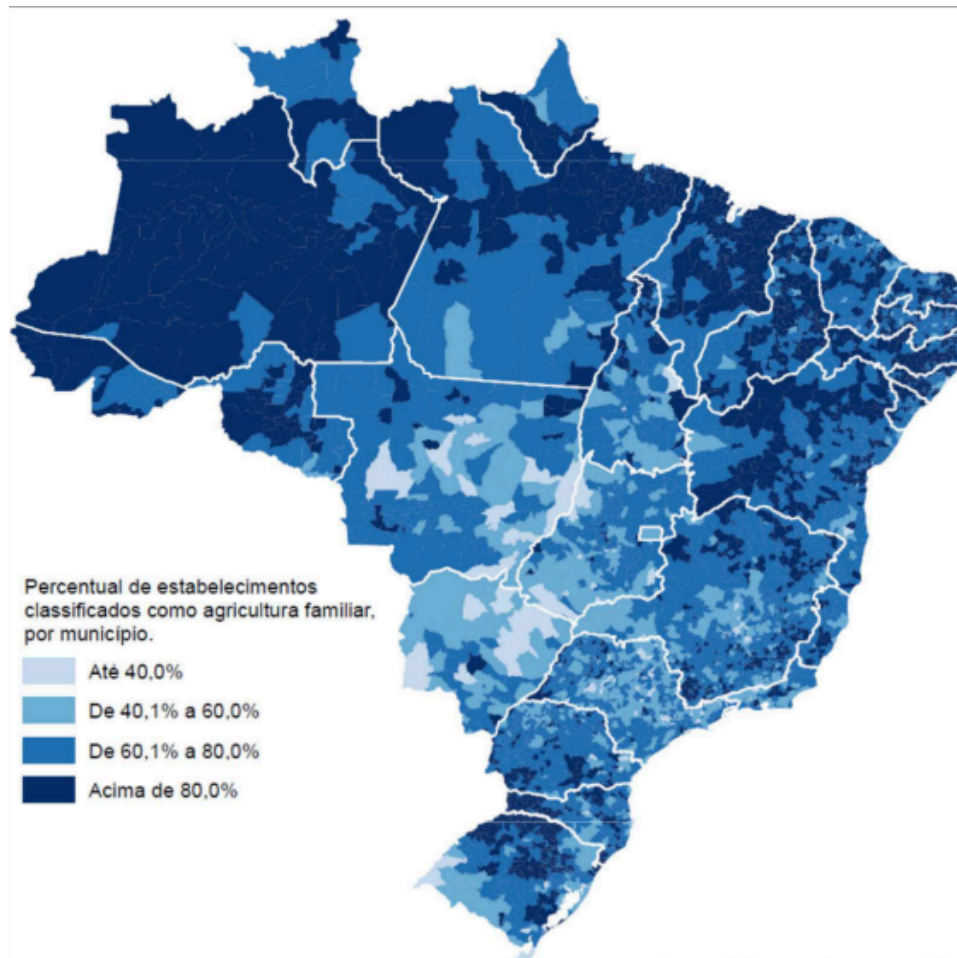 Percentual de estabelecimentos
classificados como agricultura familiar,
por município.
Até 40,0%
De 40,1% a 60,0%
De 60,1% a 80,0%
Acima de 80,0%